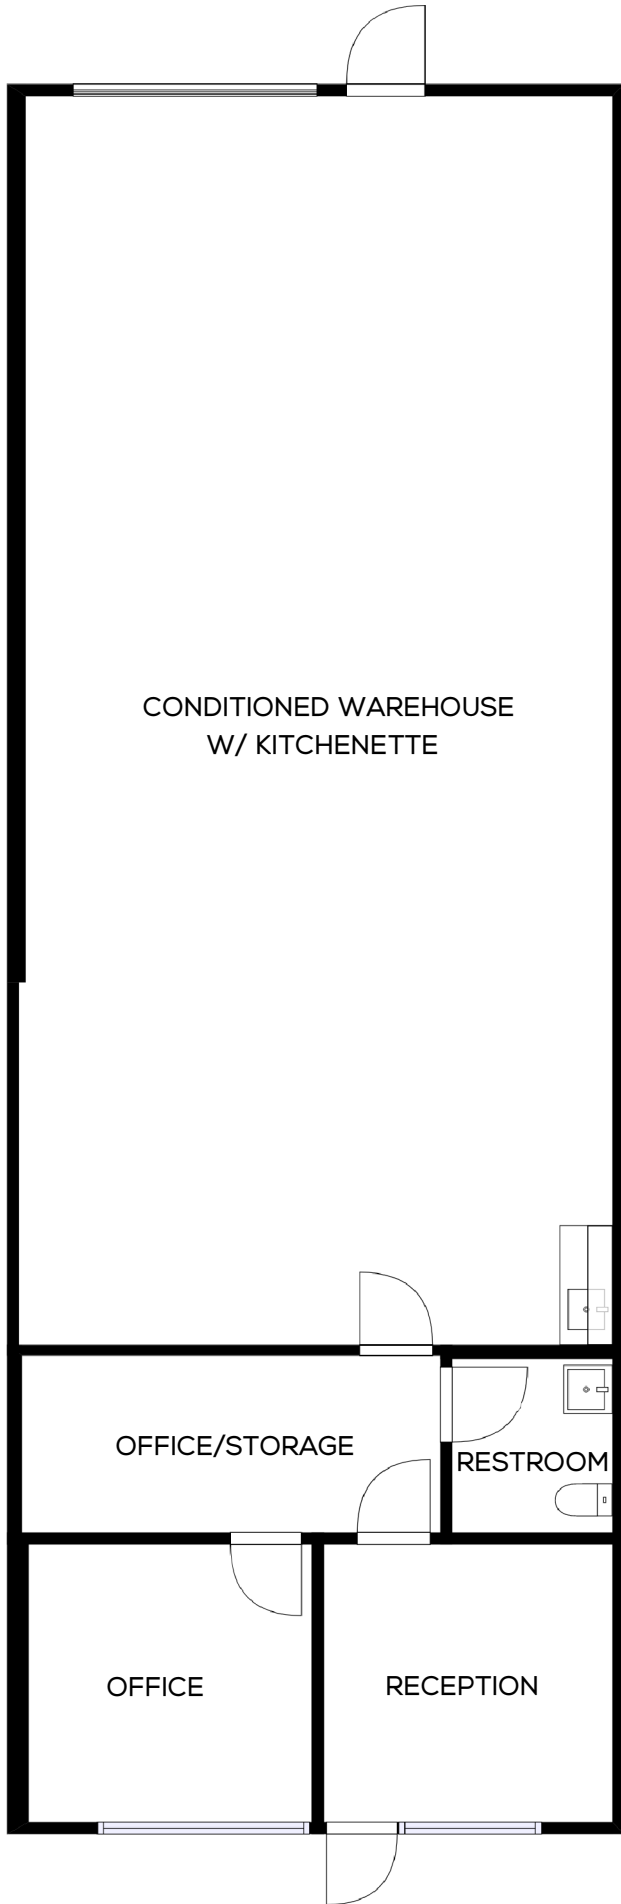 CONDITIONED WAREHOUSE
W/ KITCHENETTE
OFFICE/STORAGE
RESTROOM
OFFICE
RECEPTION